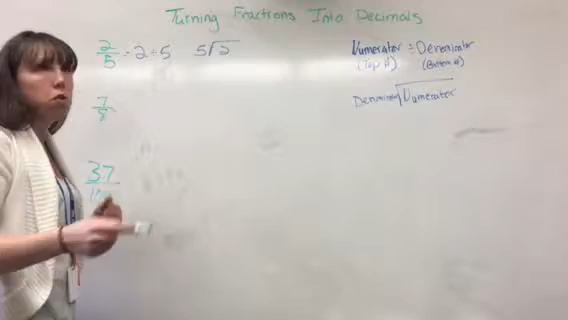 Turning Fractions Into Decimals
2/5 = 2÷5 5√2
Numerator ÷ Denominator
(Top #) (Bottom #)
Denominator√Numerator
7/8
37